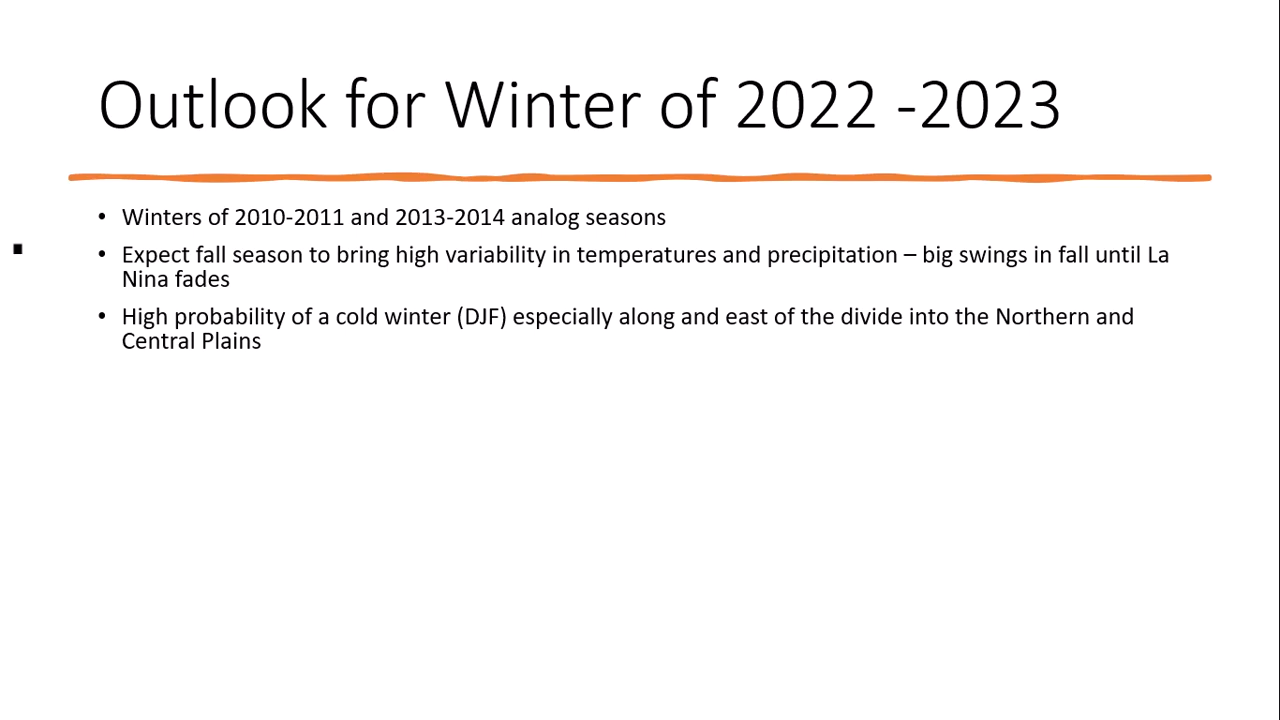 Outlook for Winter of 2022 -2023
• Winters of 2010-2011 and 2013-2014 analog seasons
• Expect fall season to bring high variability in temperatures and precipitation – big swings in fall until La
Nina fades
• High probability of a cold winter (DJF) especially along and east of the divide into the Northern and
Central Plains